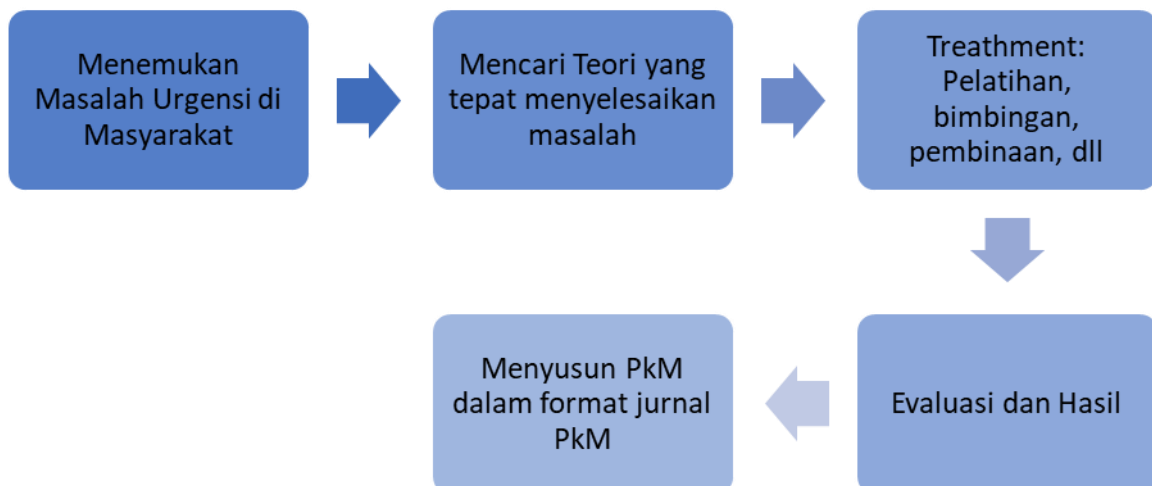 Menemukan
Masalah Urgensi di
Masyarakat
Mencari Teori yang
tepat menyelesaikan
masalah
Treathment:
Pelatihan,
bimbingan,
pembinaan, dll
Evaluasi dan Hasil
Menyusun PkM
dalam format jurnal
PkM